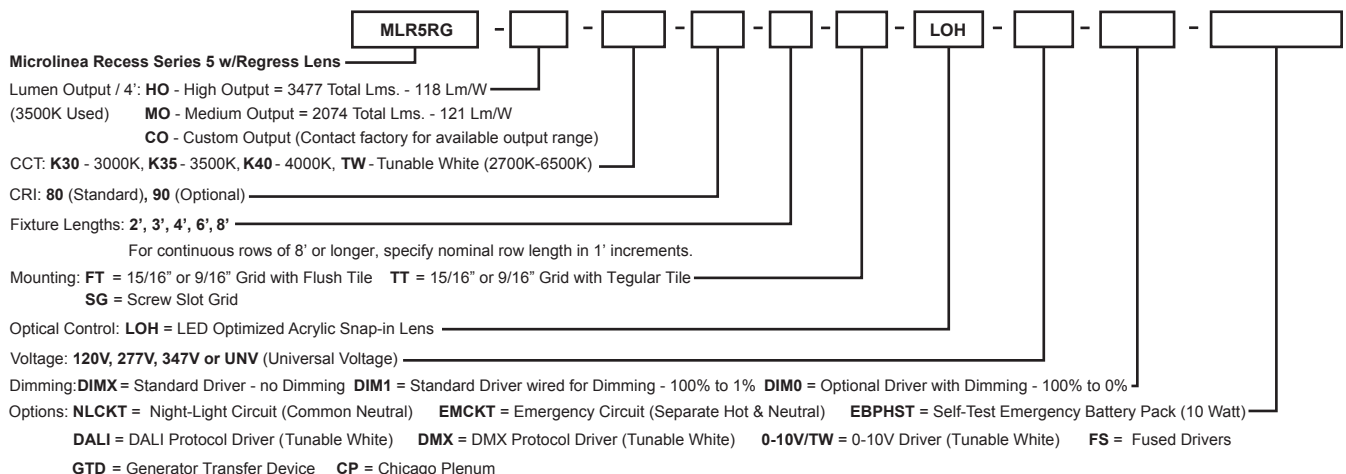 MLR5RG - - - - - - LOH - - -
Microlinea Recess Series 5 w/Regress Lens
Lumen Output / 4’: HO - High Output = 3477 Total Lms. - 118 Lm/W
(3500K Used) MO - Medium Output = 2074 Total Lms. - 121 Lm/W
CO - Custom Output (Contact factory for available output range)
CCT: K30 - 3000K, K35 - 3500K, K40 - 4000K, TW - Tunable White (2700K-6500K)
CRI: 80 (Standard), 90 (Optional)
Fixture Lengths: 2’, 3’, 4’, 6’, 8’
For continuous rows of 8’ or longer, specify nominal row length in 1’ increments.
Mounting: FT = 15/16” or 9/16” Grid with Flush Tile TT = 15/16” or 9/16” Grid with Tegular Tile
SG = Screw Slot Grid
Optical Control: LOH = LED Optimized Acrylic Snap-in Lens
Voltage: 120V, 277V, 347V or UNV (Universal Voltage)
Dimming:DIMX = Standard Driver - no Dimming DIM1 = Standard Driver wired for Dimming - 100% to 1% DIM0 = Optional Driver with Dimming - 100% to 0%
Options: NLCKT = Night-Light Circuit (Common Neutral) EMCKT = Emergency Circuit (Separate Hot & Neutral) EBPHST = Self-Test Emergency Battery Pack (10 Watt)
DALI = DALI Protocol Driver (Tunable White) DMX = DMX Protocol Driver (Tunable White) 0-10V/TW = 0-10V Driver (Tunable White) FS = Fused Drivers
GTD = Generator Transfer Device CP = Chicago Plenum